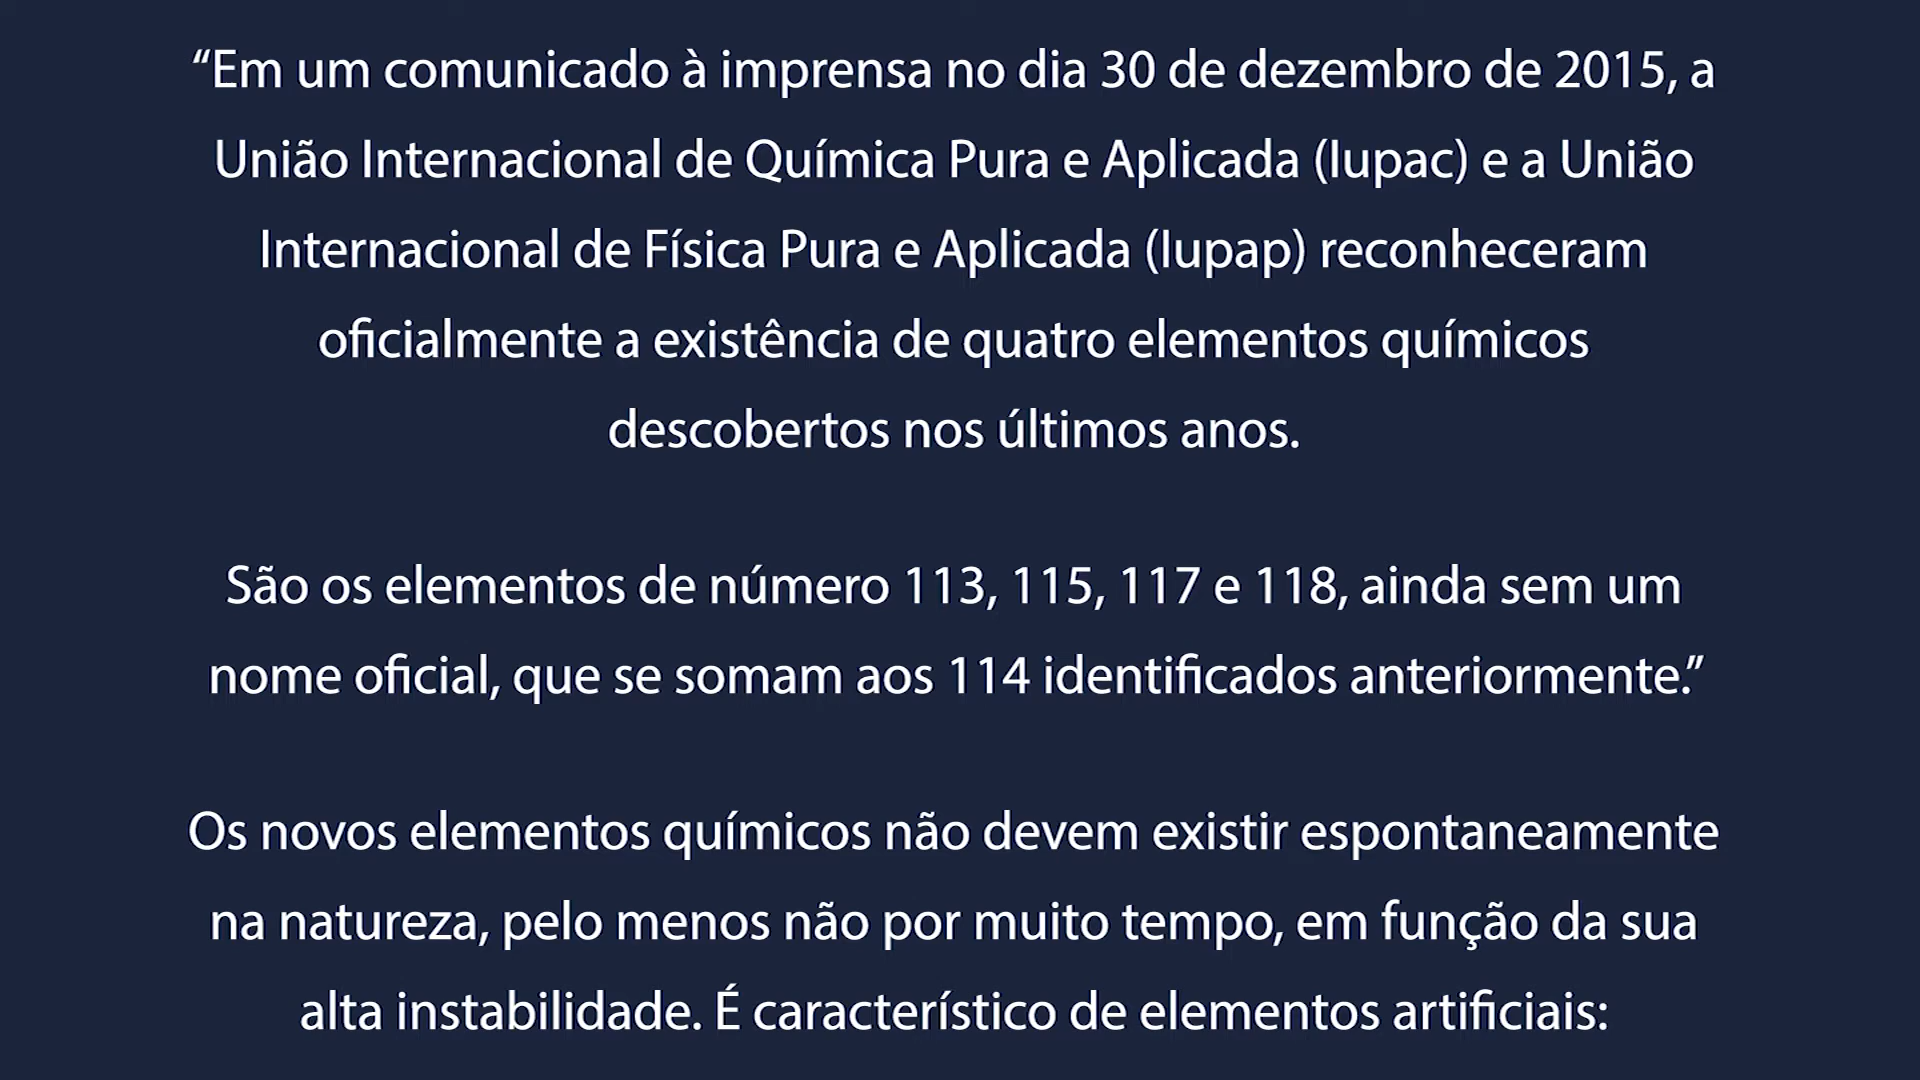 “Em um comunicado à imprensa no dia 30 de dezembro de 2015, a
União Internacional de Química Pura e Aplicada (Iupac) e a União
Internacional de Física Pura e Aplicada (Iupap) reconheceram
oficialmente a existência de quatro elementos químicos
descobertos nos últimos anos.
São os elementos de número 113, 115, 117 e 118, ainda sem um
nome oficial, que se somam aos 114 identificados anteriormente.”
Os novos elementos químicos não devem existir espontaneamente
na natureza, pelo menos não por muito tempo, em função da sua
alta instabilidade. É característico de elementos artificiais: